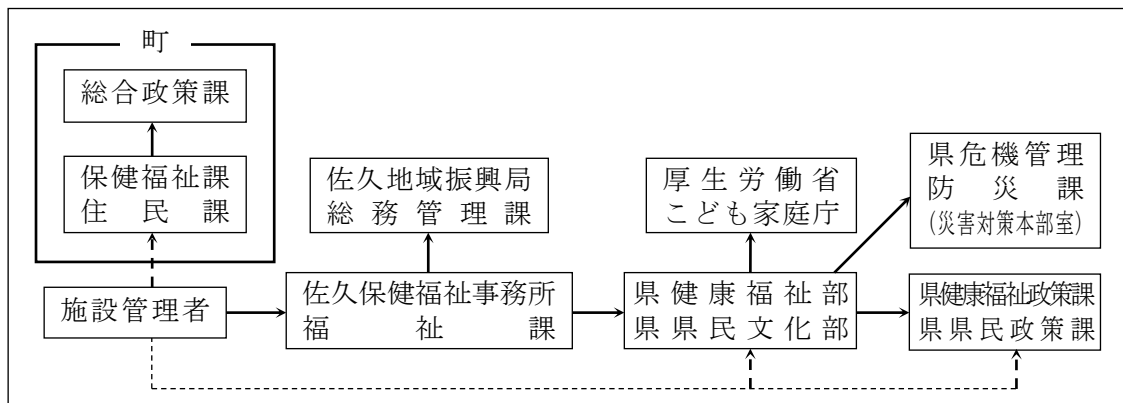 町
総合政策課
保健福祉課
住民課
施設管理者
佐久地域振興局
総務管理課
佐久保健福祉事務所
福祉課
厚生労働省
こども家庭庁
県健康福祉部
県県民文化部
県危機管理
防災課
(災害対策本部室)
県健康福祉政策課
県県民政策課